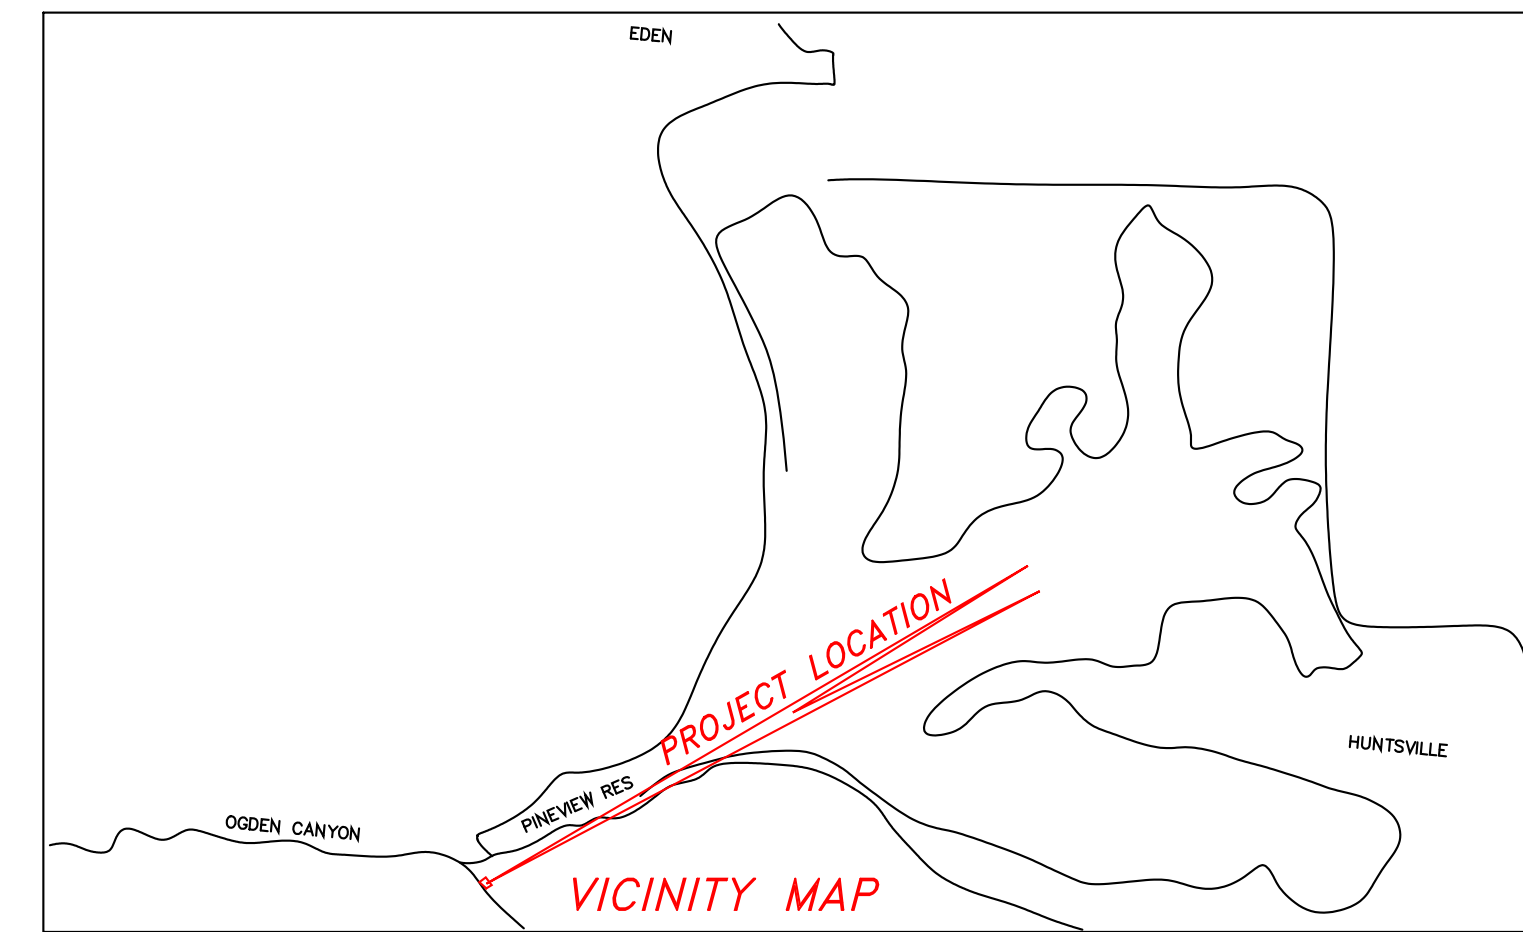 EDEN
PROJECT LOCATION
HUNTSVILLE
PINEVIEW RES
OGDEN CANYON
VICINITY MAP